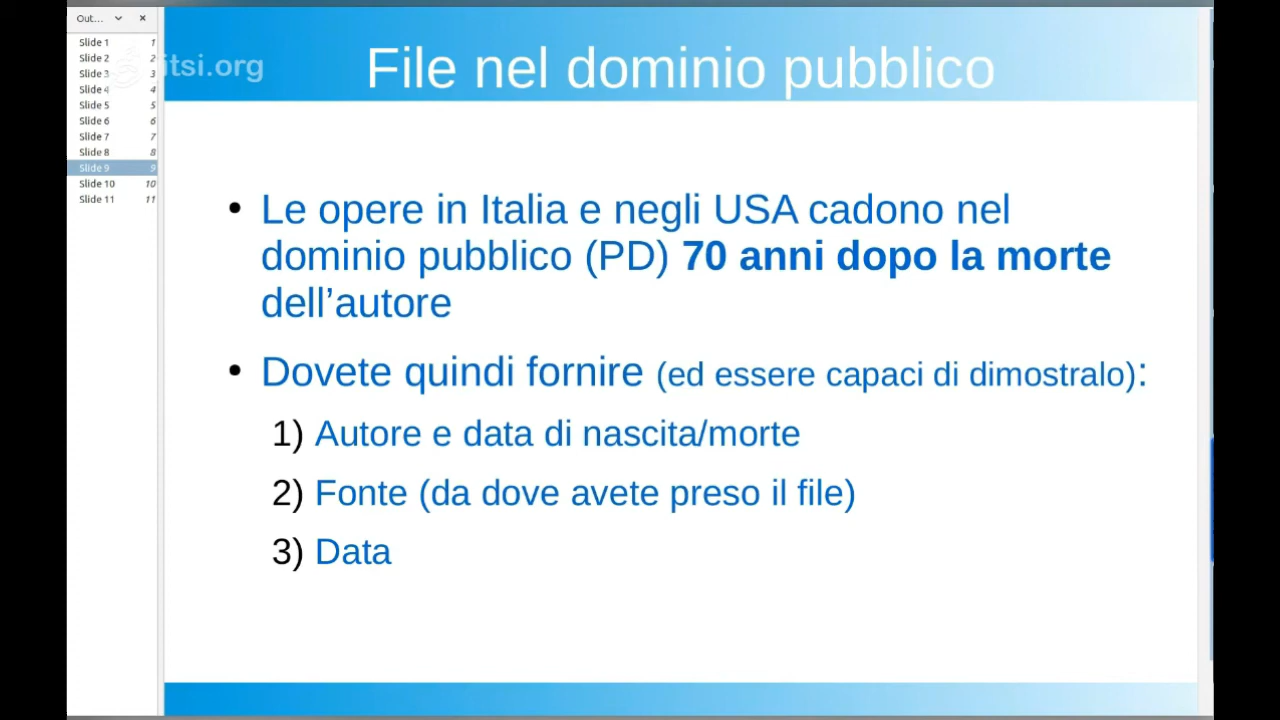 Out...
Slide 1 1
Slide 2 2
Slide 3 3
Slide 4 4
Slide 5 5
Slide 6 6
Slide 7 7
Slide 8 8
Slide 9 9
Slide 10 10
Slide 11 11
itsi.org
File nel dominio pubblico
• Le opere in Italia e negli USA cadono nel
dominio pubblico (PD) 70 anni dopo la morte
dell’autore
• Dovete quindi fornire (ed essere capaci di dimostralo):
1) Autore e data di nascita/morte
2) Fonte (da dove avete preso il file)
3) Data